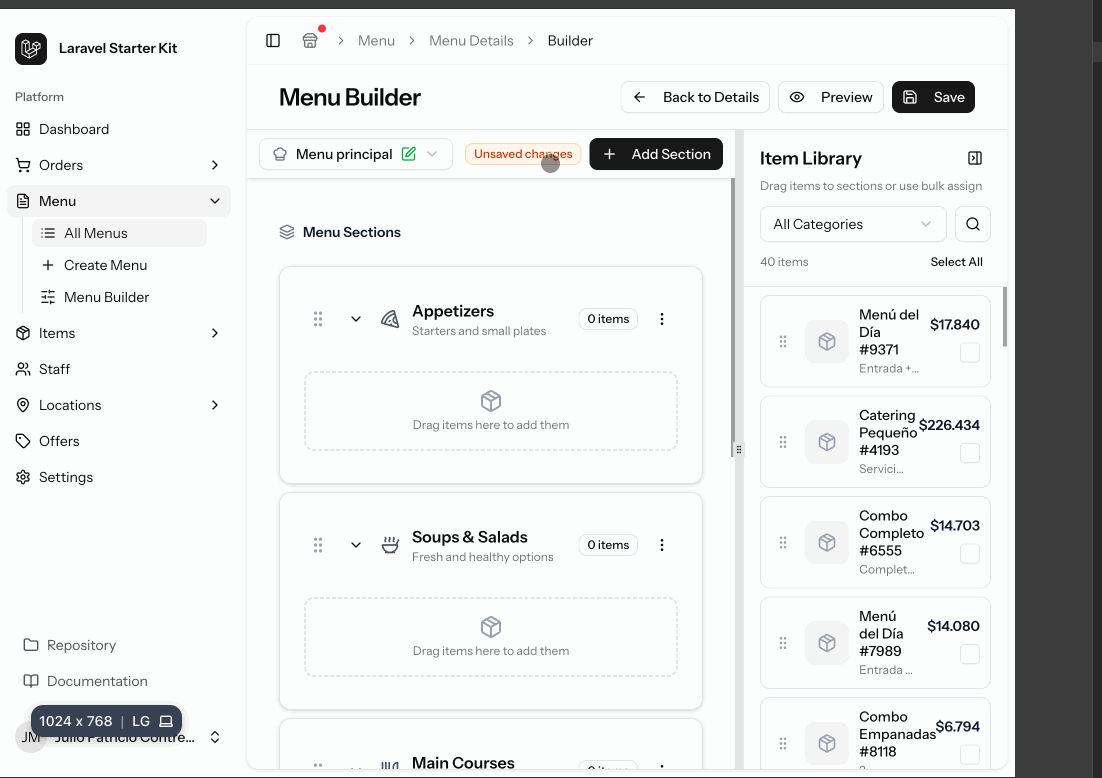 Laravel Starter Kit
Platform
Dashboard
Orders
Menu
All Menus
Create Menu
Menu Builder
Items
Staff
Locations
Offers
Settings
Repository
Documentation
1024 x 768 | LG
JM
Julio Patricio Contre...
Menu
Menu Details
Builder
Menu Builder
Back to Details
Preview
Save
Menu principal
Unsaved changes
Add Section
Menu Sections
Appetizers
Starters and small plates
0 items
Drag items here to add them
Soups & Salads
Fresh and healthy options
0 items
Drag items here to add them
Main Courses
0 items
Item Library
Drag items to sections or use bulk assign
All Categories
40 items
Select All
Menú del
Día
#9371
$17.840
Entrada +...
Catering
Pequeño
#4193
$226.434
Servici...
Combo
Completo
#6555
$14.703
Complet...
Menú
del Día
#7989
$14.080
Entrada ...
Combo
Empanadas
#8118
$6.794